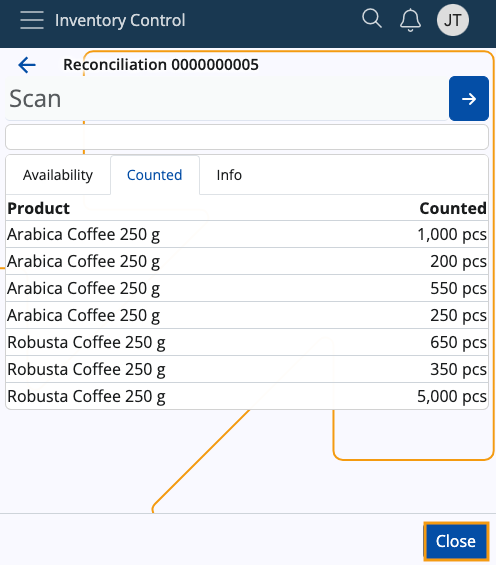 Inventory Control JT
Reconciliation 0000000005
Scan
Availability Counted Info
Product Counted
Arabica Coffee 250 g 1,000 pcs
Arabica Coffee 250 g 200 pcs
Arabica Coffee 250 g 550 pcs
Arabica Coffee 250 g 250 pcs
Robusta Coffee 250 g 650 pcs
Robusta Coffee 250 g 350 pcs
Robusta Coffee 250 g 5,000 pcs
Close